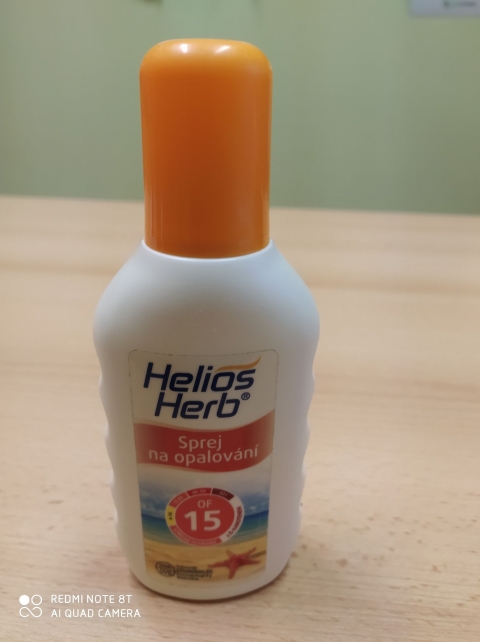 Helios
Herb®
Sprej
na opalování
OF
15
REDMI NOTE 8T
AI QUAD CAMERA